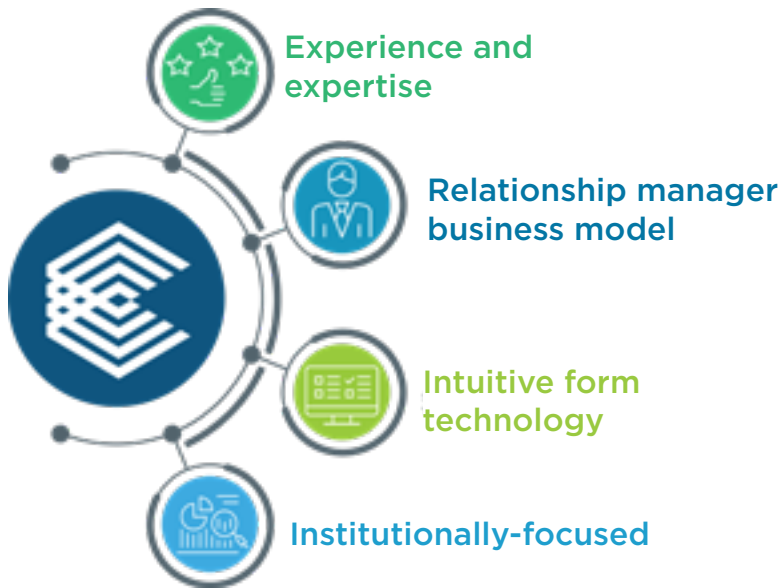 Experience and
expertise
Relationship manager
business model
Intuitive form
technology
Institutionally-focused